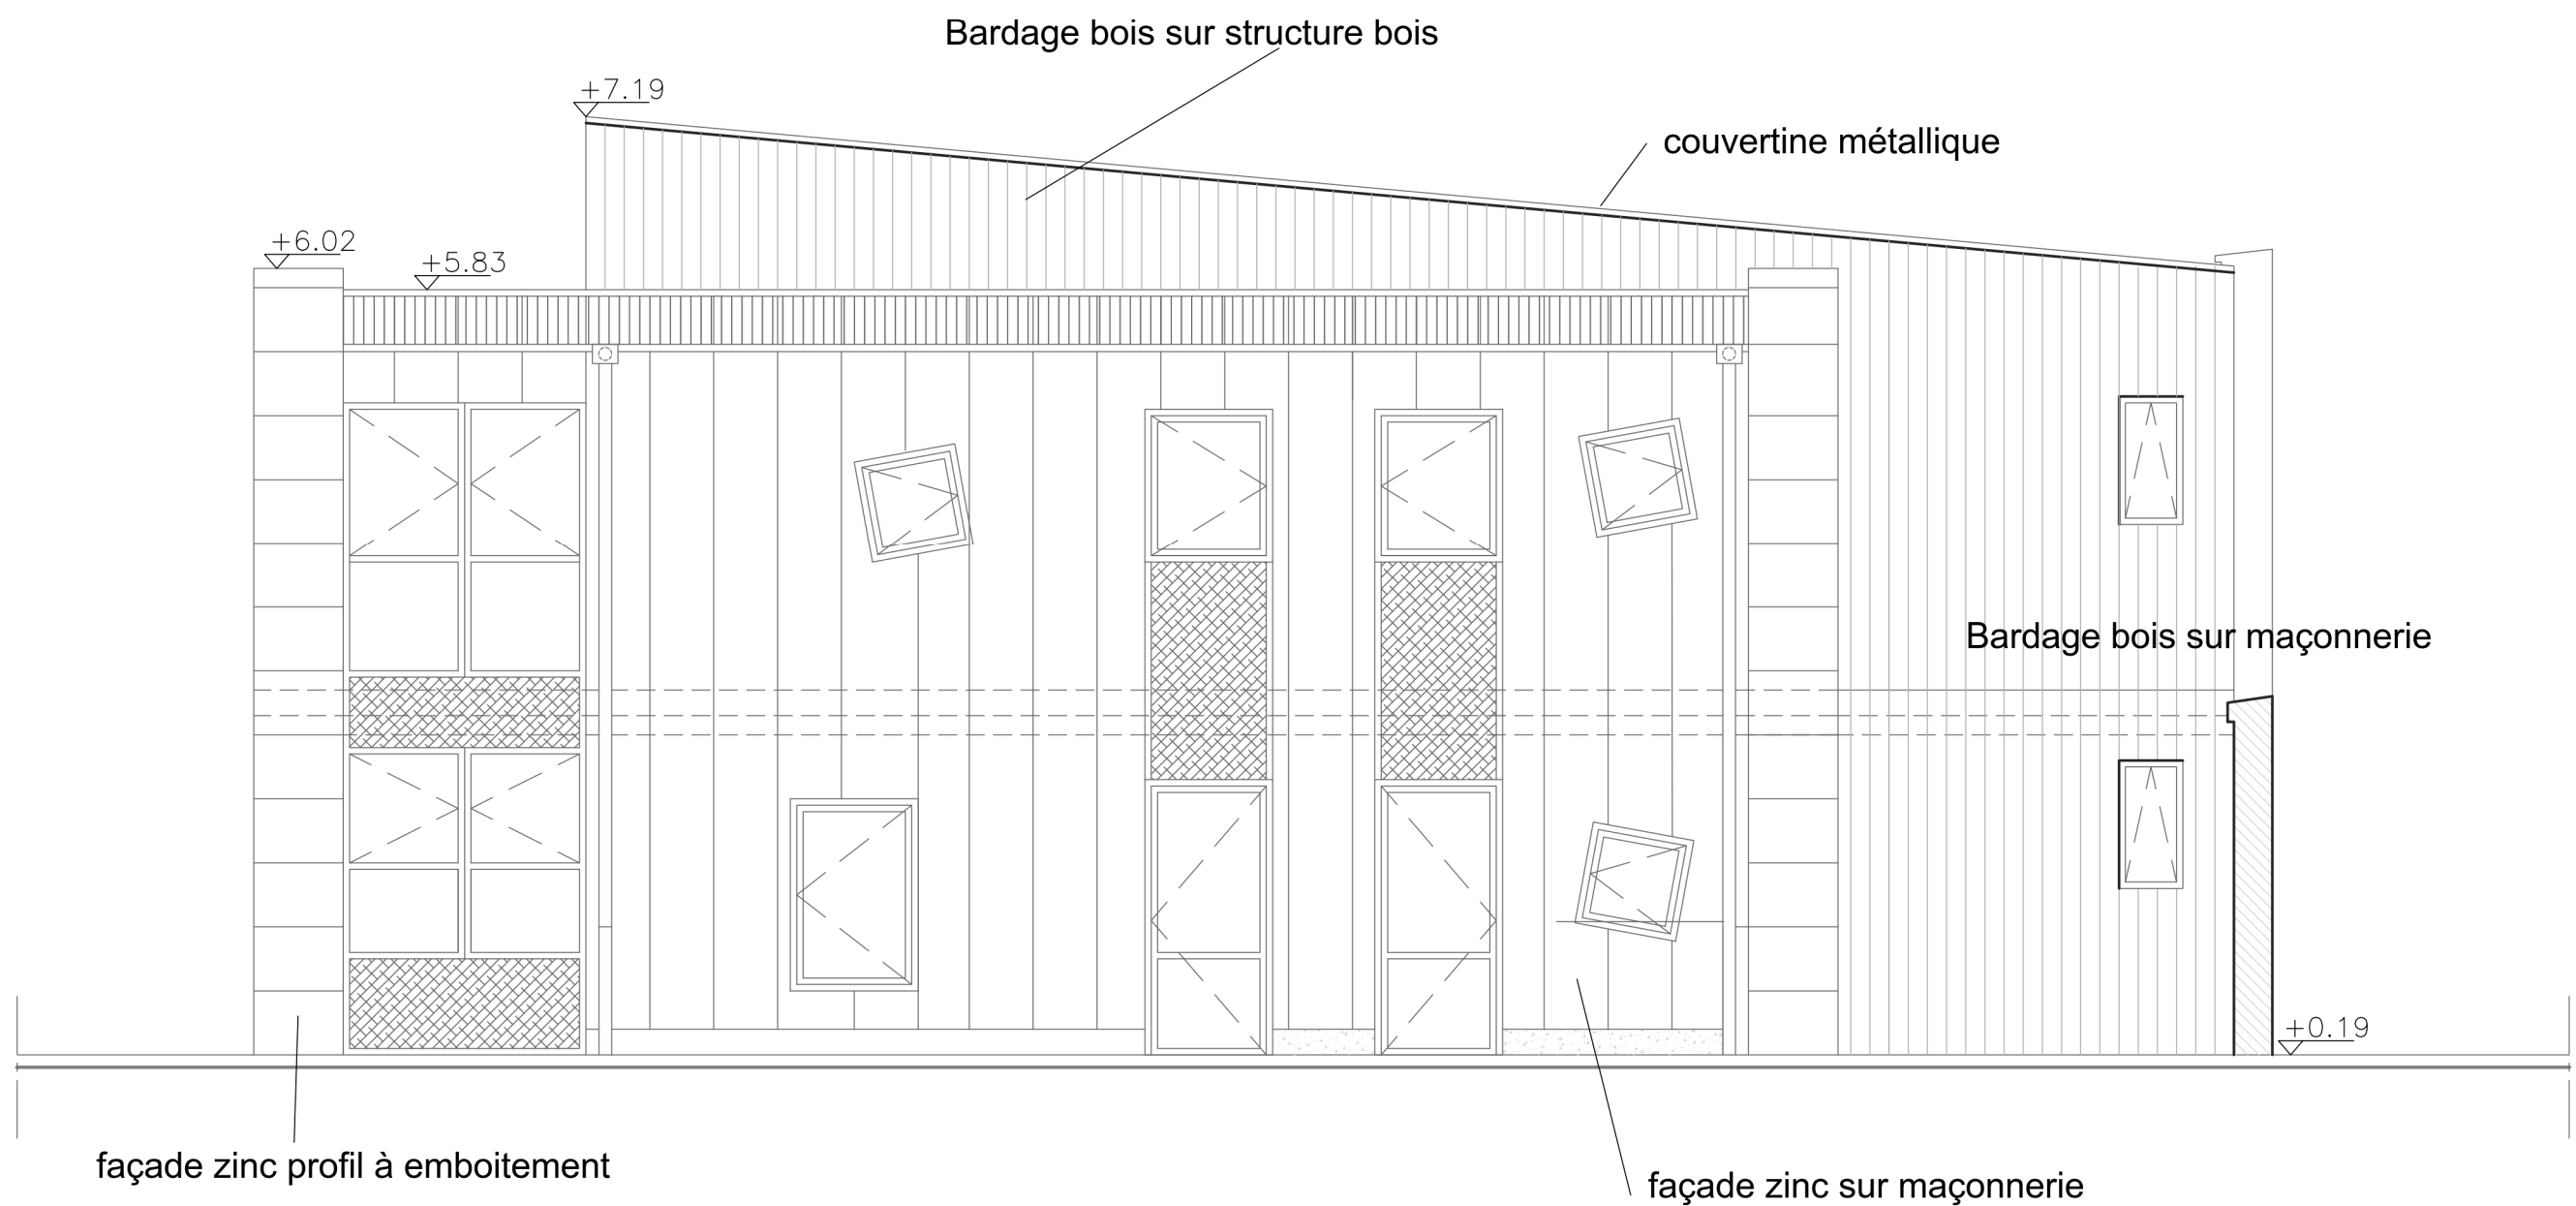 Bardage bois sur structure bois
+7.19
couvertine métallique
+6.02
+5.83
Bardage bois sur maçonnerie
+0.19
façade zinc profil à emboitement
façade zinc sur maçonnerie